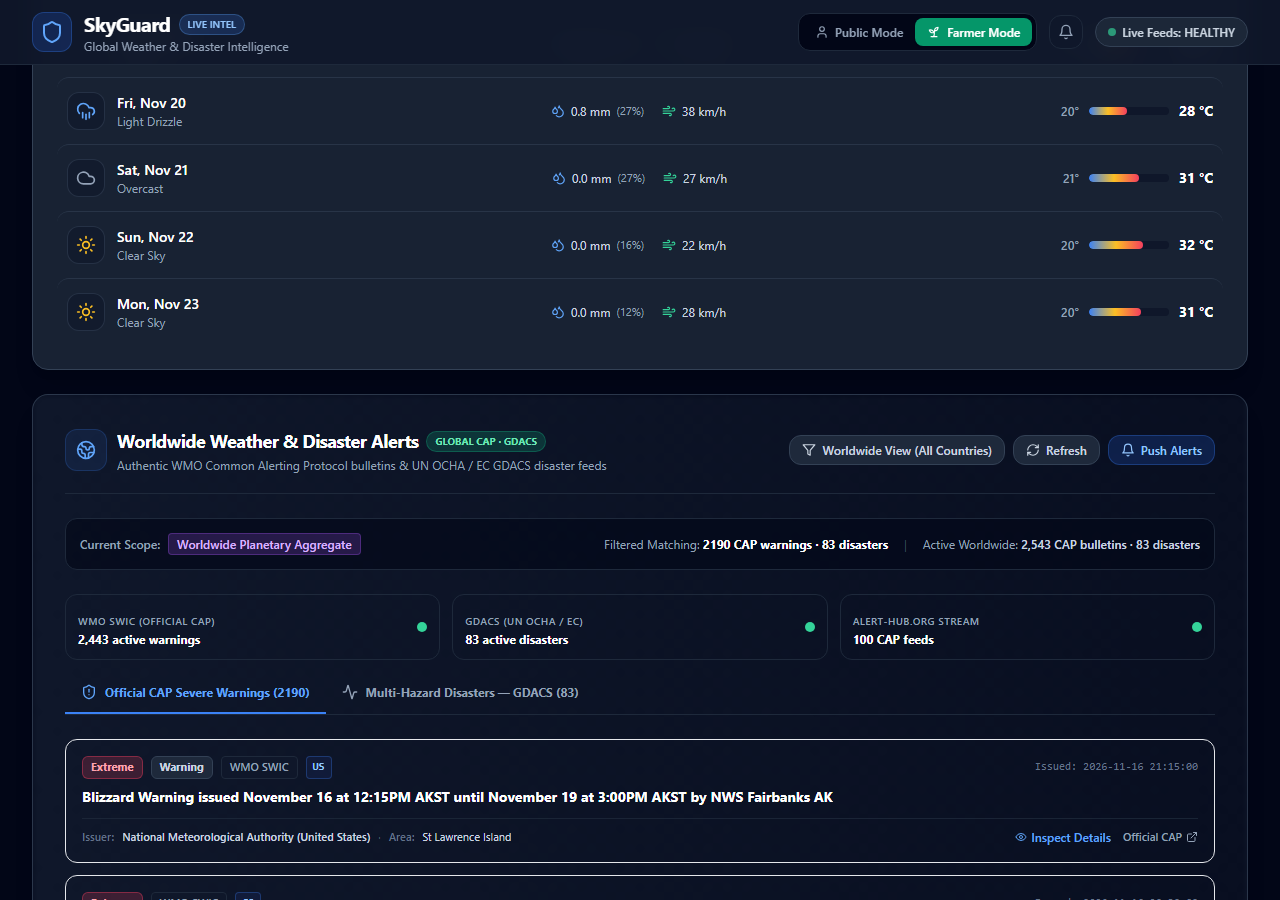 SkyGuard LIVE INTEL
Global Weather & Disaster Intelligence
Public Mode Farmer Mode Live Feeds: HEALTHY
Fri, Nov 20
Light Drizzle
0.8 mm (27%) 38 km/h
20° 28 °C
Sat, Nov 21
Overcast
0.0 mm (27%) 27 km/h
21° 31 °C
Sun, Nov 22
Clear Sky
0.0 mm (16%) 22 km/h
20° 32 °C
Mon, Nov 23
Clear Sky
0.0 mm (12%) 28 km/h
20° 31 °C
Worldwide Weather & Disaster Alerts GLOBAL CAP · GDACS
Authentic WMO Common Alerting Protocol bulletins & UN OCHA / EC GDACS disaster feeds
Worldwide View (All Countries) Refresh Push Alerts
Current Scope: Worldwide Planetary Aggregate
Filtered Matching: 2190 CAP warnings · 83 disasters | Active Worldwide: 2,543 CAP bulletins · 83 disasters
WMO SWIC (OFFICIAL CAP)
2,443 active warnings
GDACS (UN OCHA / EC)
83 active disasters
ALERT-HUB.ORG STREAM
100 CAP feeds
Official CAP Severe Warnings (2190) Multi-Hazard Disasters — GDACS (83)
Extreme Warning WMO SWIC US Issued: 2026-11-16 21:15:00
Blizzard Warning issued November 16 at 12:15PM AKST until November 19 at 3:00PM AKST by NWS Fairbanks AK
Issuer: National Meteorological Authority (United States) · Area: St Lawrence Island
Inspect Details Official CAP